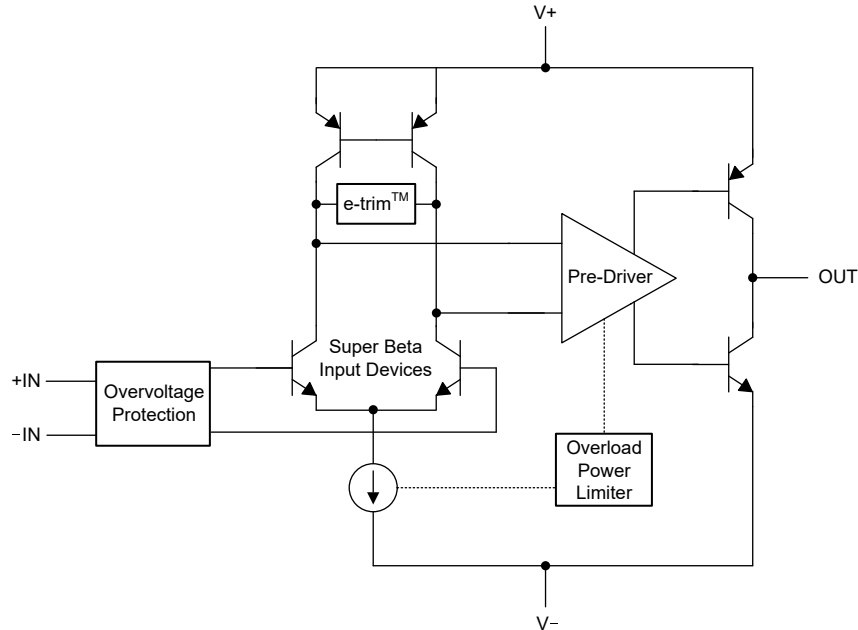 V+
e-trim™
Pre-Driver
OUT
Super Beta
Input Devices
+IN
Overvoltage
Protection
−IN
Overload
Power
Limiter
V−